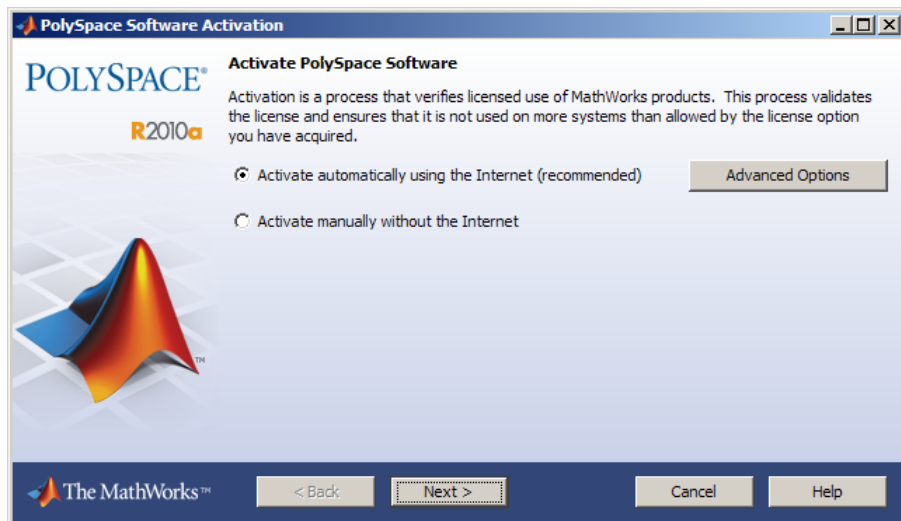 PolySpace Software Activation
POLYSPACE®
R2010a
Activate PolySpace Software
Activation is a process that verifies licensed use of MathWorks products. This process validates
the license and ensures that it is not used on more systems than allowed by the license option
you have acquired.
Activate automatically using the Internet (recommended)
Advanced Options
Activate manually without the Internet
TM
The MathWorks™
< Back
Next >
Cancel
Help